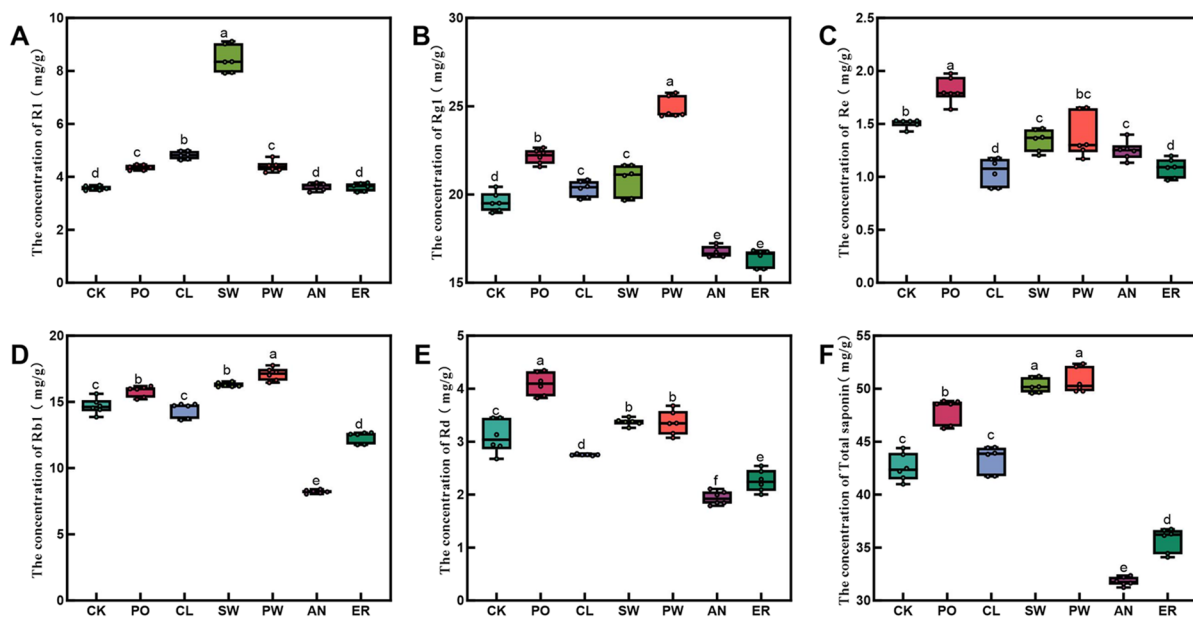 A
The concentration of R1 ( mg/g)
10
8
6
4
2
0
d
c
b
a
c
d
d
CK PO CL SW PW AN ER
B
The concentration of Rg1 ( mg/g)
30
25
20
15
d
b
c
c
a
e
e
CK PO CL SW PW AN ER
C
The concentration of Re ( mg/g)
2.5
2.0
1.5
1.0
0.5
0.0
b
a
d
c
bc
c
d
CK PO CL SW PW AN ER
D
The concentration of Rb1 ( mg/g)
20
15
10
5
0
c
b
c
b
a
e
d
CK PO CL SW PW AN ER
E
The concentration of Rd ( mg/g)
5
4
3
2
1
0
c
a
d
b
b
f
e
CK PO CL SW PW AN ER
F
The concentration of Total saponin ( mg/g)
55
50
45
42
35
31
c
b
c
a
a
e
d
CK PO CL SW PW AN ER